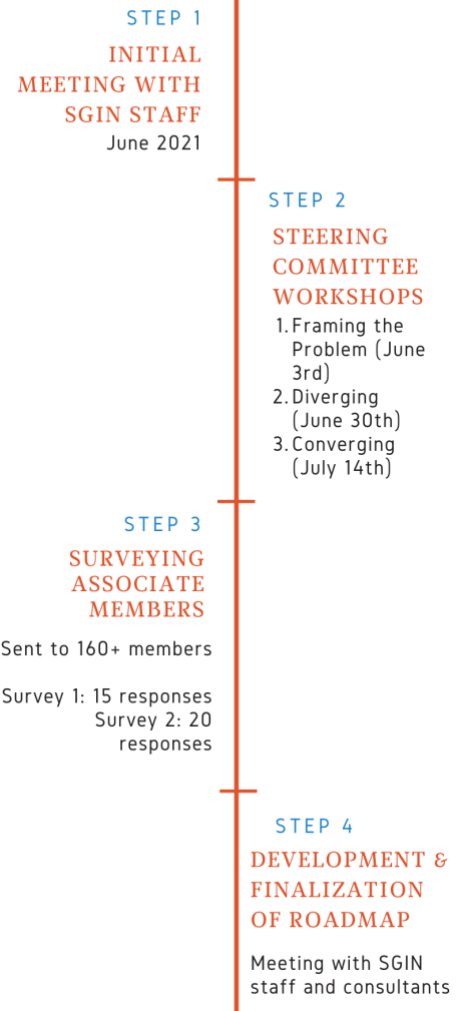 STEP 1
INITIAL
MEETING WITH
SGIN STAFF
June 2021
STEP 2
STEERING
COMMITTEE
WORKSHOPS
1. Framing the
Problem (June
3rd)
2. Diverging
(June 30th)
3. Converging
(July 14th)
STEP 3
SURVEYING
ASSOCIATE
MEMBERS
Sent to 160+ members
Survey 1: 15 responses
Survey 2: 20
responses
STEP 4
DEVELOPMENT &
FINALIZATION
OF ROADMAP
Meeting with SGIN
staff and consultants